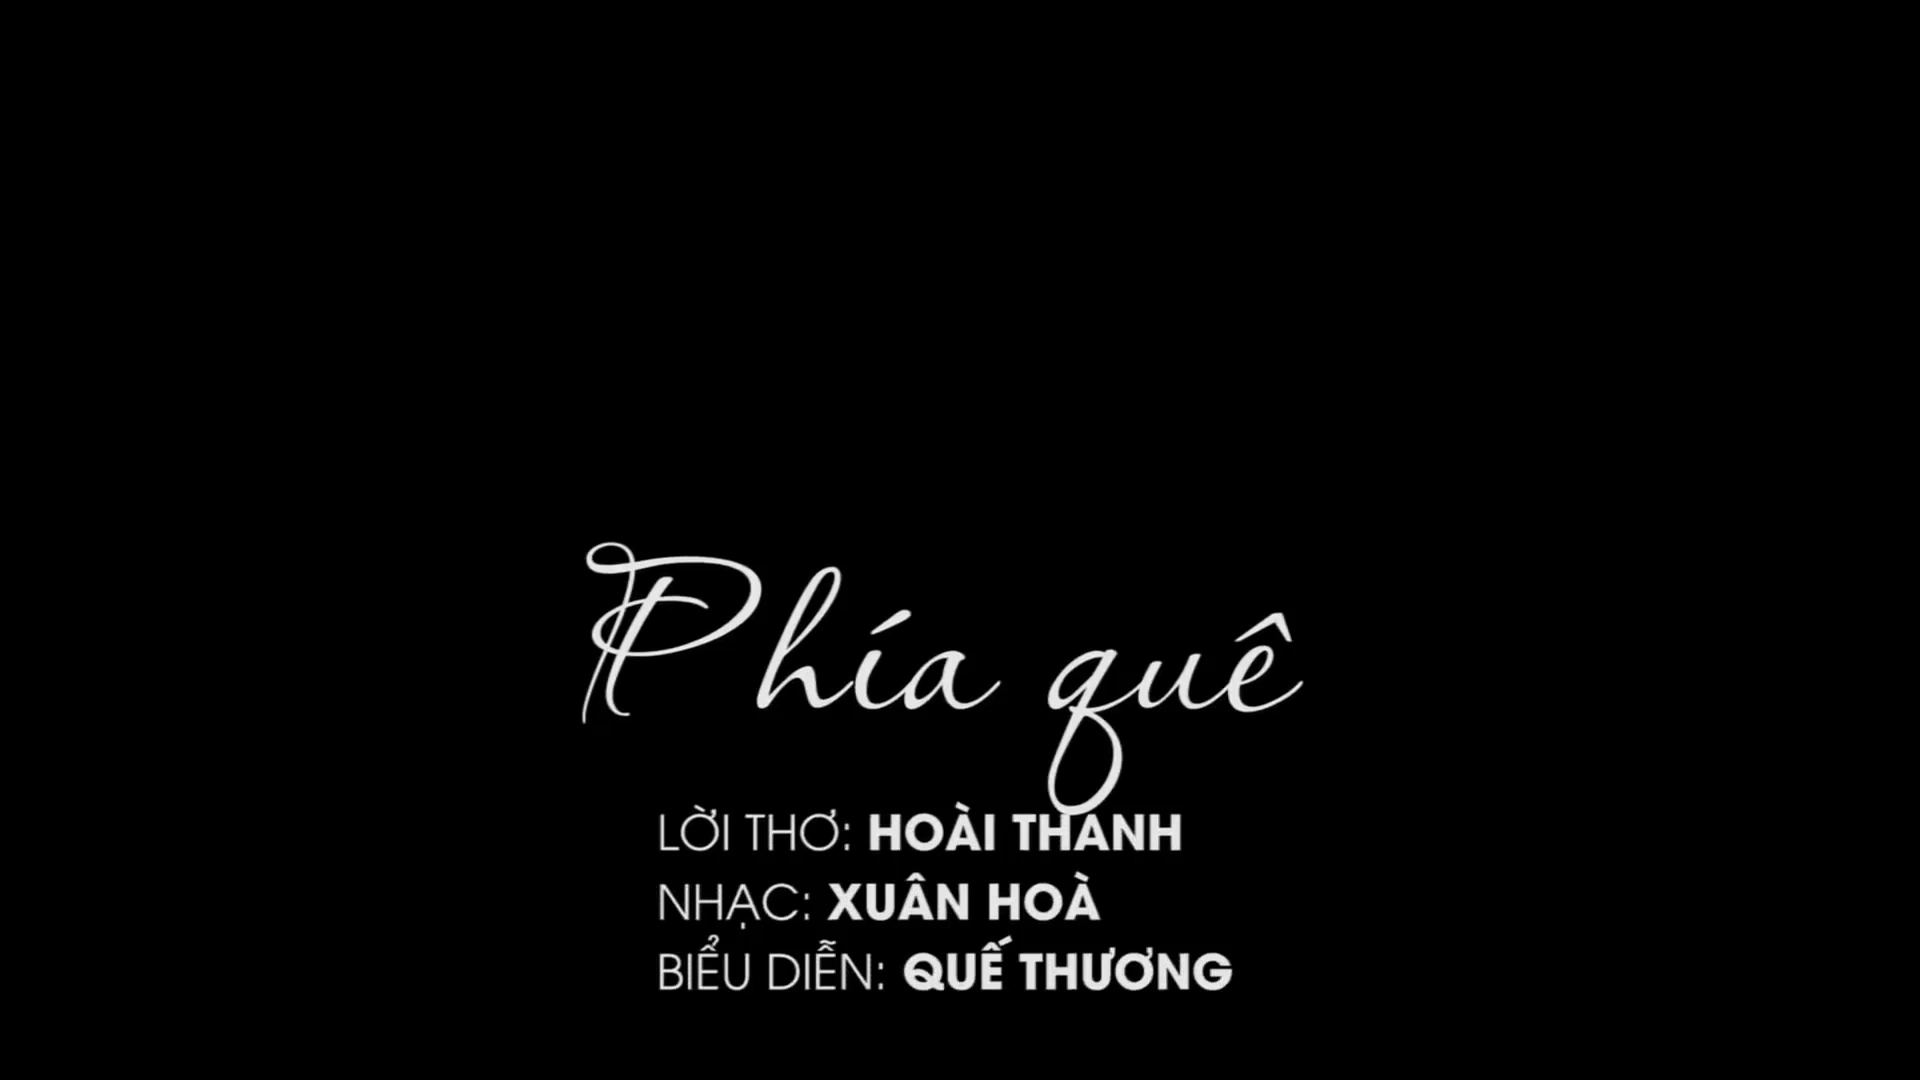 Phía quê
LỜI THƠ: HOÀI THANH
NHẠC: XUÂN HOÀ
BIỂU DIỄN: QUẾ THƯƠNG